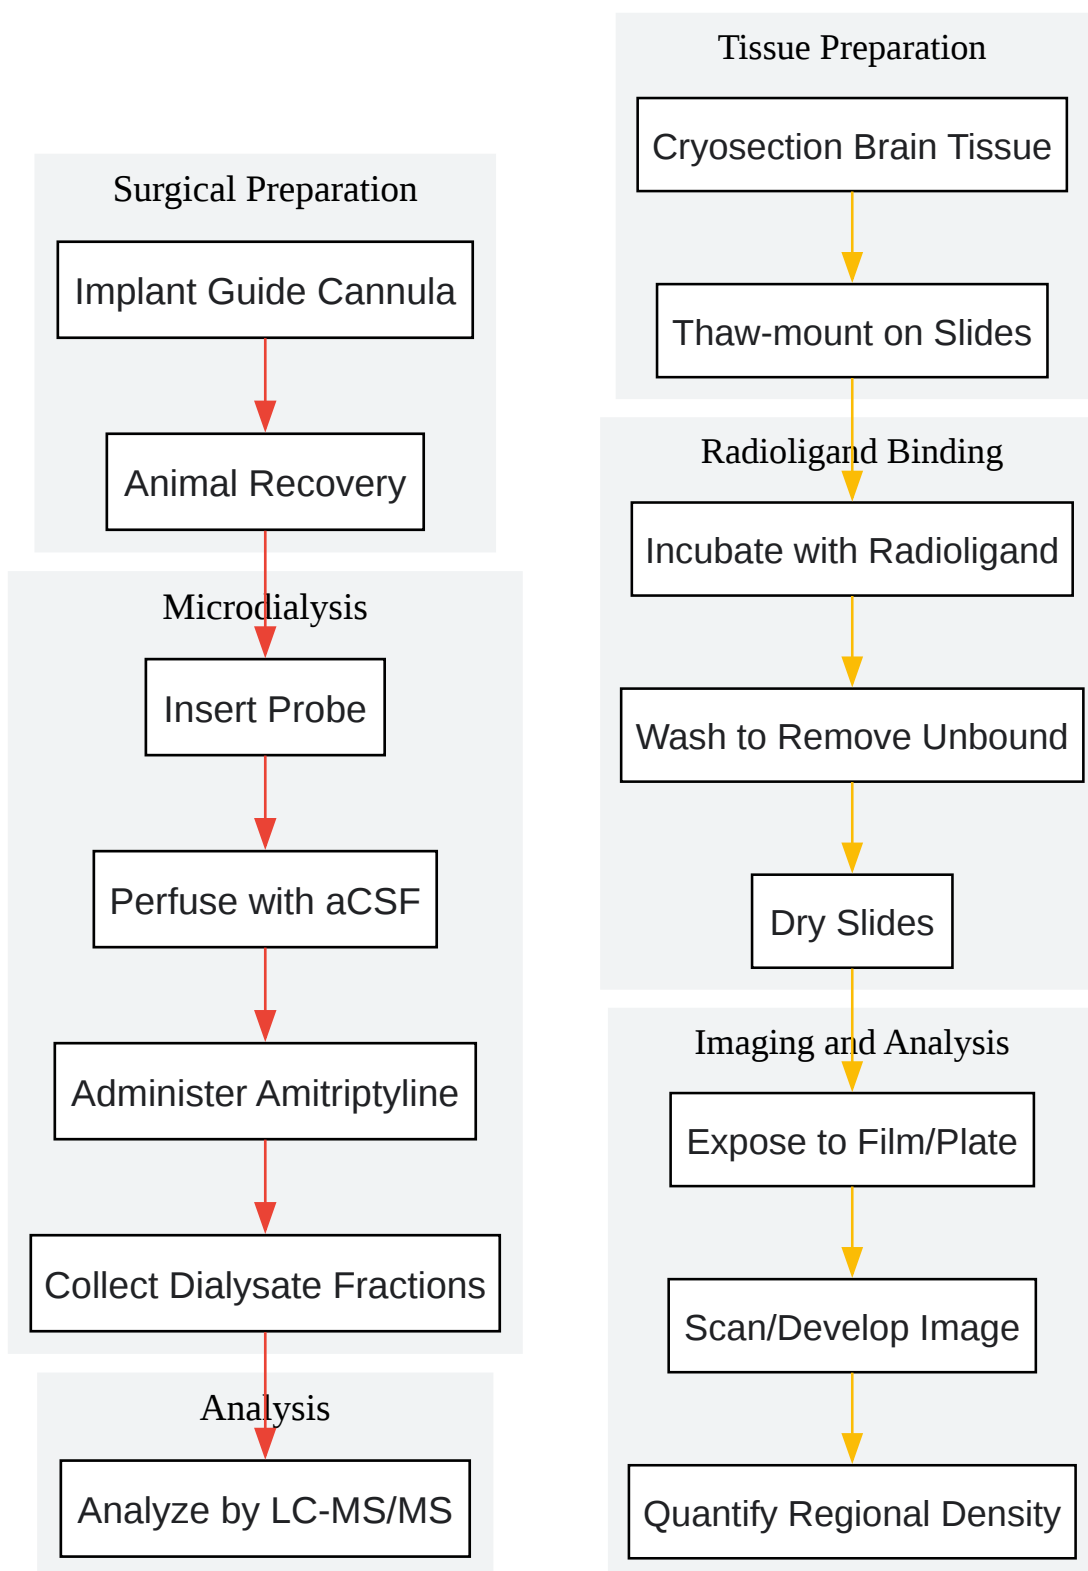 Surgical Preparation
Implant Guide Cannula
Animal Recovery
Microdialysis
Insert Probe
Perfuse with aCSF
Administer Amitriptyline
Collect Dialysate Fractions
Analysis
Analyze by LC-MS/MS
Tissue Preparation
Cryosection Brain Tissue
Thaw-mount on Slides
Radioligand Binding
Incubate with Radioligand
Wash to Remove Unbound
Dry Slides
Imaging and Analysis
Expose to Film/Plate
Scan/Develop Image
Quantify Regional Density